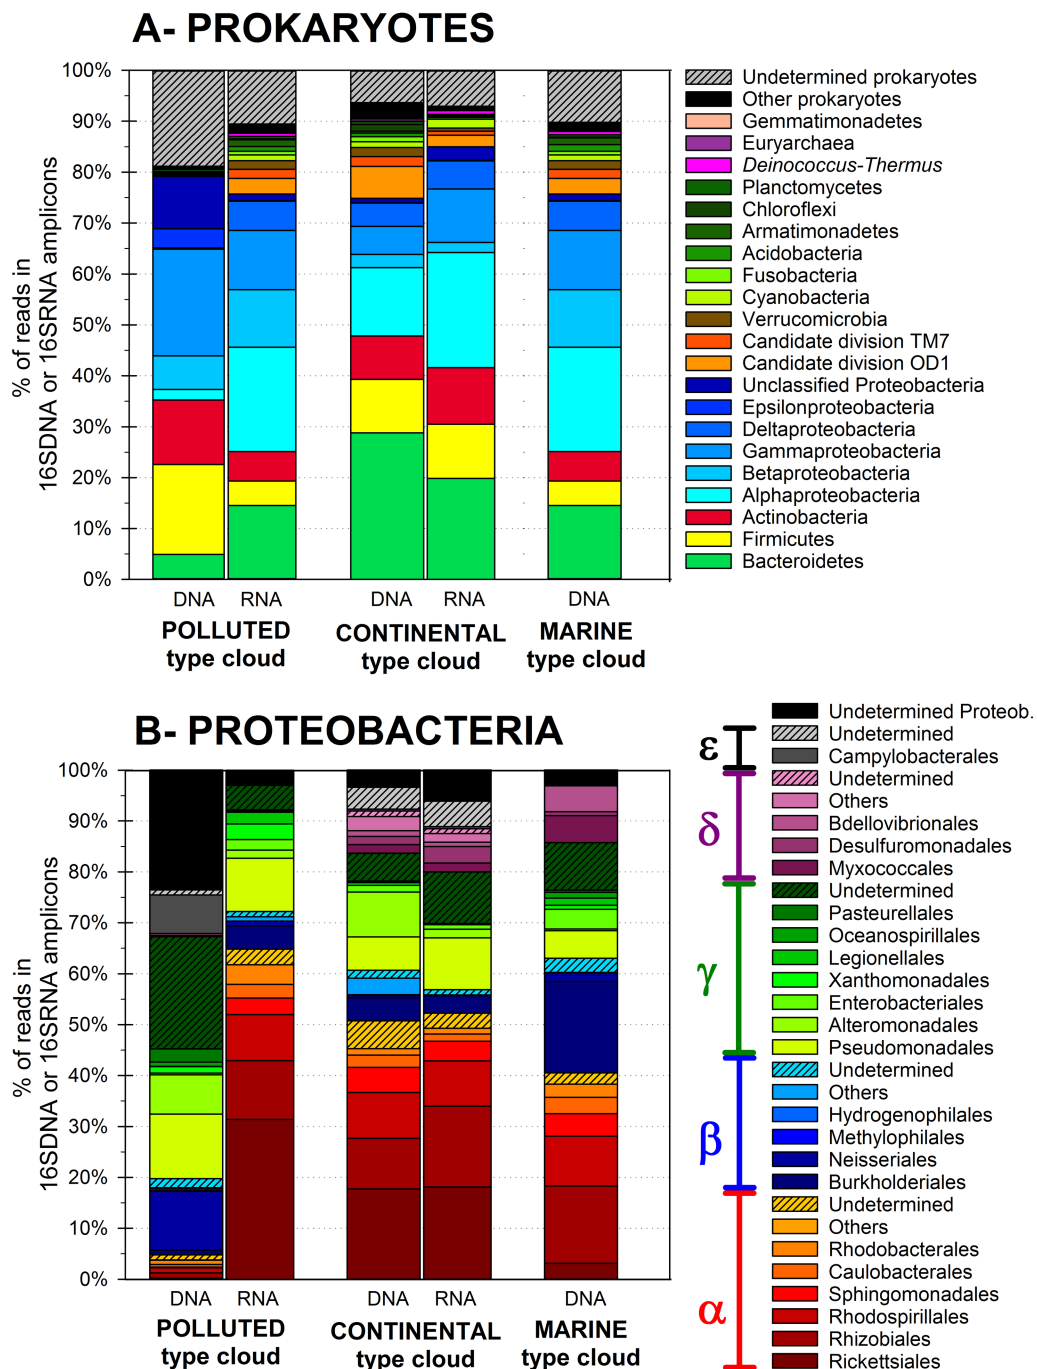 A- PROKARYOTES
100%
90%
80%
70%
60%
50%
40%
30%
20%
10%
0%
% of reads in
16SDNA or 16SRNA amplicons
DNA RNA DNA RNA DNA
POLLUTED
type cloud
CONTINENTAL
type cloud
MARINE
type cloud
Undetermined prokaryotes
Other prokaryotes
Gemmatimonadetes
Euryarchaea
Deinococcus-Thermus
Planctomycetes
Chloroflexi
Armatimonadetes
Acidobacteria
Fusobacteria
Cyanobacteria
Verrucomicrobia
Candidate division TM7
Candidate division OD1
Unclassified Proteobacteria
Epsilonproteobacteria
Deltaproteobacteria
Gammaproteobacteria
Betaproteobacteria
Alphaproteobacteria
Actinobacteria
Firmicutes
Bacteroidetes
B- PROTEOBACTERIA
100%
90%
80%
70%
60%
50%
40%
30%
20%
10%
0%
% of reads in
16SDNA or 16SRNA amplicons
DNA RNA DNA RNA DNA
POLLUTED
type cloud
CONTINENTAL
type cloud
MARINE
type cloud
ε
δ
γ
β
α
Undetermined Proteob.
Undetermined
Campylobacterales
Undetermined
Others
Bdellovibrionales
Desulfuromonadales
Myxococcales
Undetermined
Pasteurellales
Oceanospirillales
Legionellales
Xanthomonadales
Enterobacteriales
Alteromonadales
Pseudomonadales
Undetermined
Others
Hydrogenophilales
Methylophilales
Neisseriales
Burkholderiales
Undetermined
Others
Rhodobacterales
Caulobacterales
Sphingomonadales
Rhodospirillales
Rhizobiales
Rickettsiales